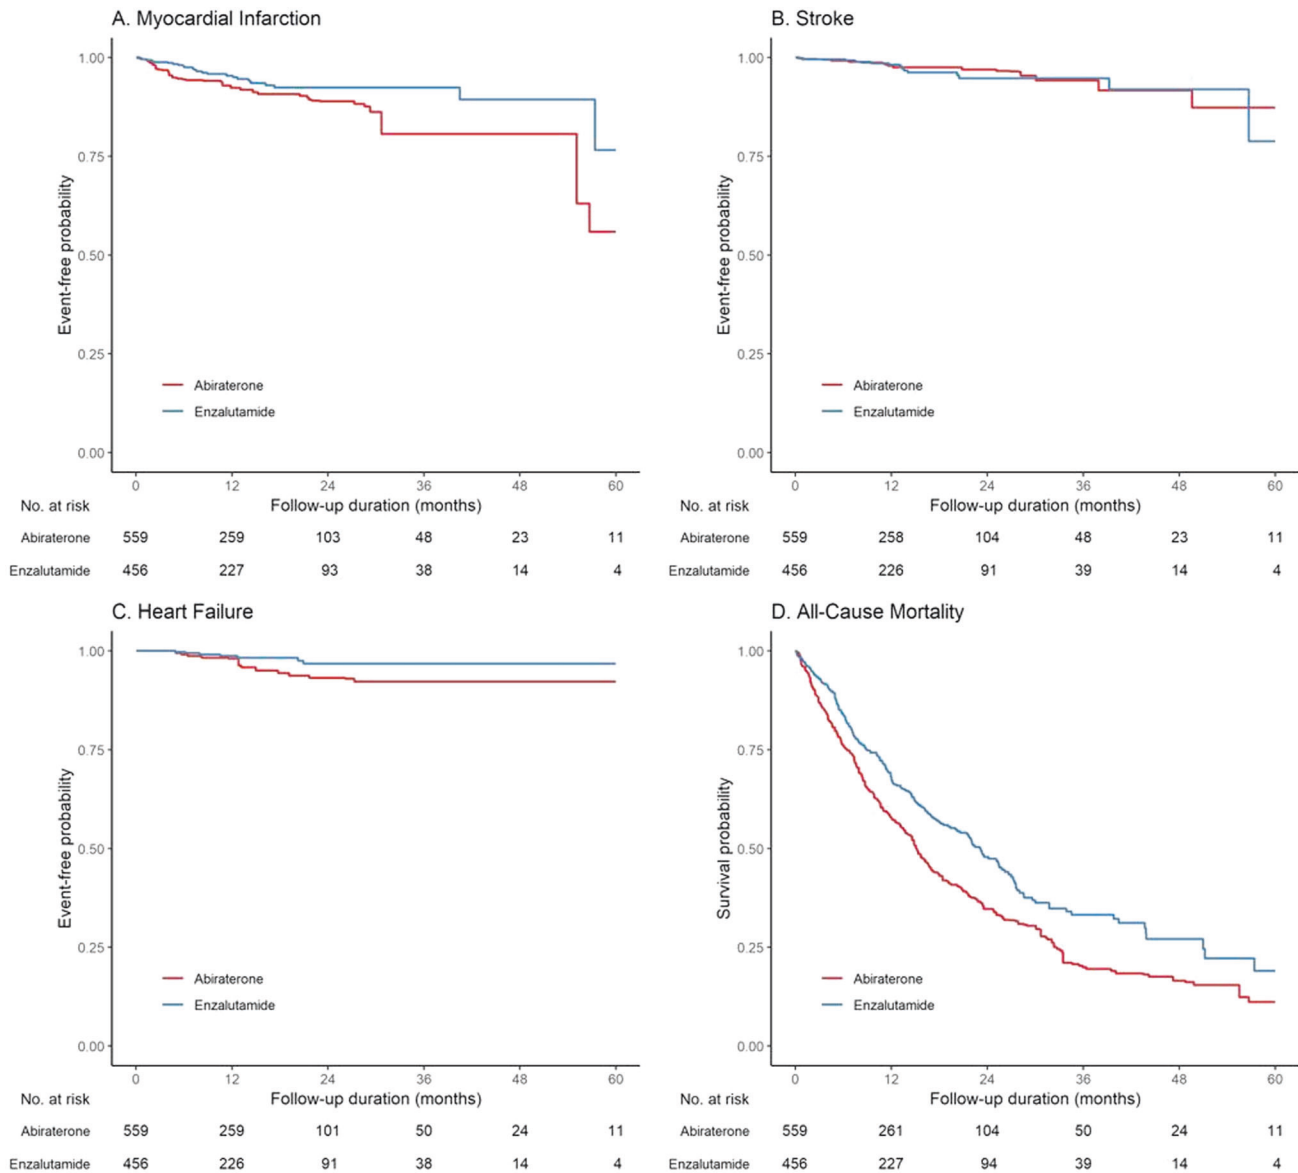 A. Myocardial Infarction
Event-free probability
1.00
0.75
0.50
0.25
0.00
Abiraterone
Enzalutamide
0 12 24 36 48 60
No. at risk Follow-up duration (months)
Abiraterone 559 259 103 48 23 11
Enzalutamide 456 227 93 38 14 4
B. Stroke
Event-free probability
1.00
0.75
0.50
0.25
0.00
Abiraterone
Enzalutamide
0 12 24 36 48 60
No. at risk Follow-up duration (months)
Abiraterone 559 258 104 48 23 11
Enzalutamide 456 226 91 39 14 4
C. Heart Failure
Event-free probability
1.00
0.75
0.50
0.25
0.00
Abiraterone
Enzalutamide
0 12 24 36 48 60
No. at risk Follow-up duration (months)
Abiraterone 559 259 101 50 24 11
Enzalutamide 456 226 91 38 14 4
D. All-Cause Mortality
Survival probability
1.00
0.75
0.50
0.25
0.00
Abiraterone
Enzalutamide
0 12 24 36 48 60
No. at risk Follow-up duration (months)
Abiraterone 559 261 104 50 24 11
Enzalutamide 456 227 94 39 14 4